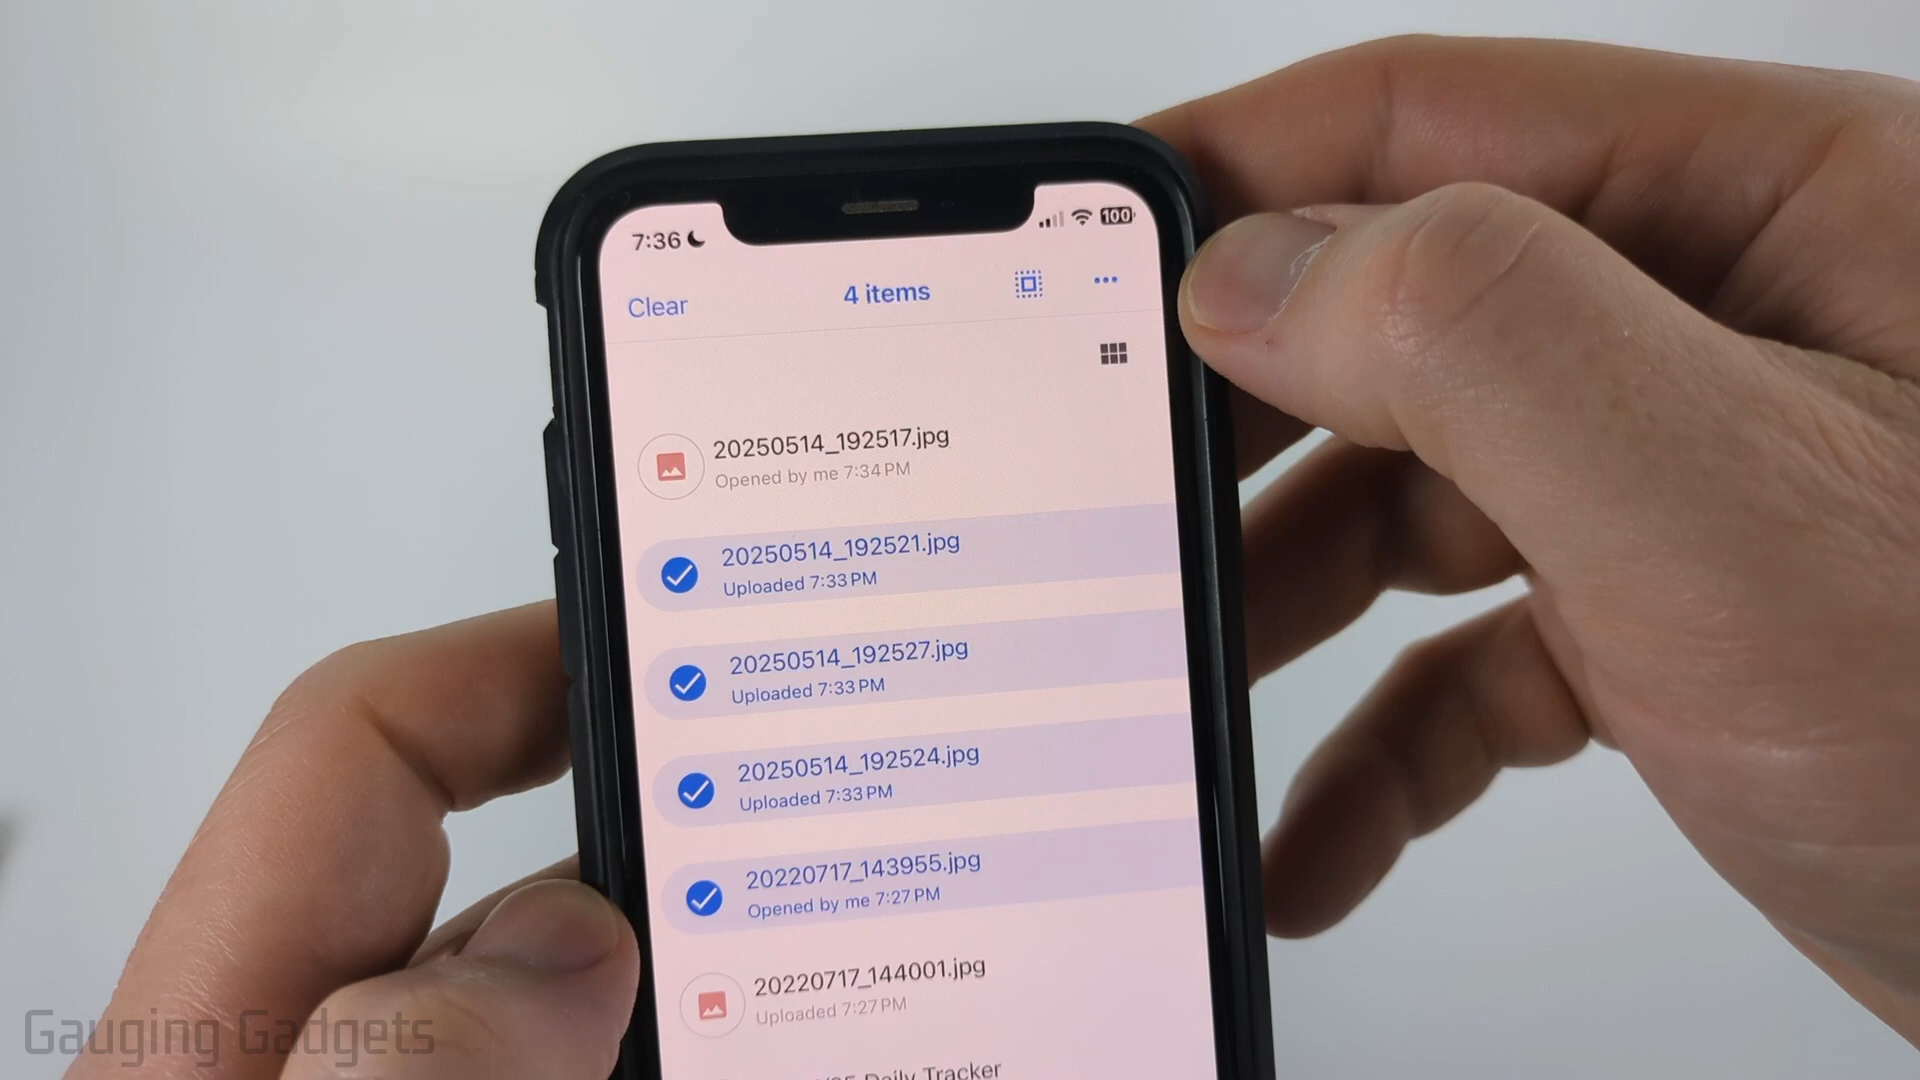 7:36
100
Clear
4 items
20250514_192517.jpg
Opened by me 7:34 PM
20250514_192521.jpg
Uploaded 7:33 PM
20250514_192527.jpg
Uploaded 7:33 PM
20250514_192524.jpg
Uploaded 7:33 PM
20220717_143955.jpg
Opened by me 7:27 PM
20220717_144001.jpg
Uploaded 7:27 PM
Daily Tracker
Gauging Gadgets